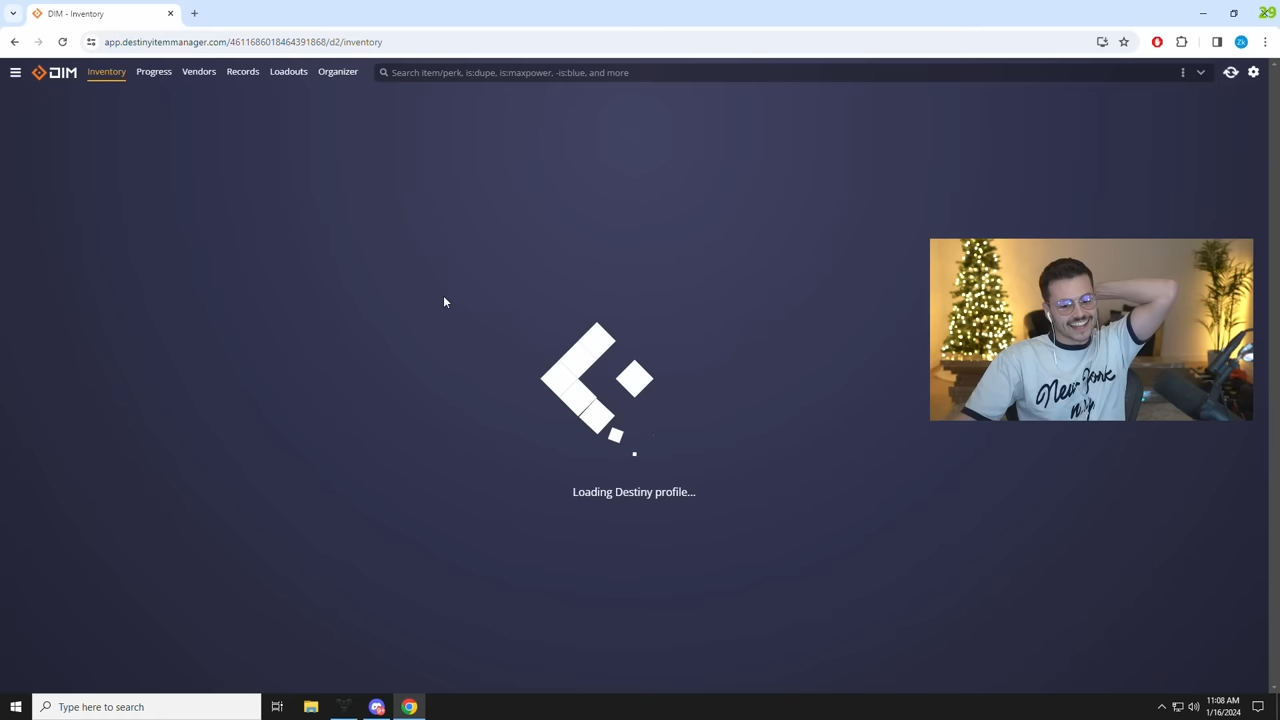 DIM - Inventory
29
app.destinyitemmanager.com/4611686018464391868/d2/inventory
Zk
DIM
Inventory
Progress
Vendors
Records
Loadouts
Organizer
Search item/perk, is:dupe, is:maxpower, -is:blue, and more
New York
Loading Destiny profile...
Type here to search
11:08 AM
1/16/2024